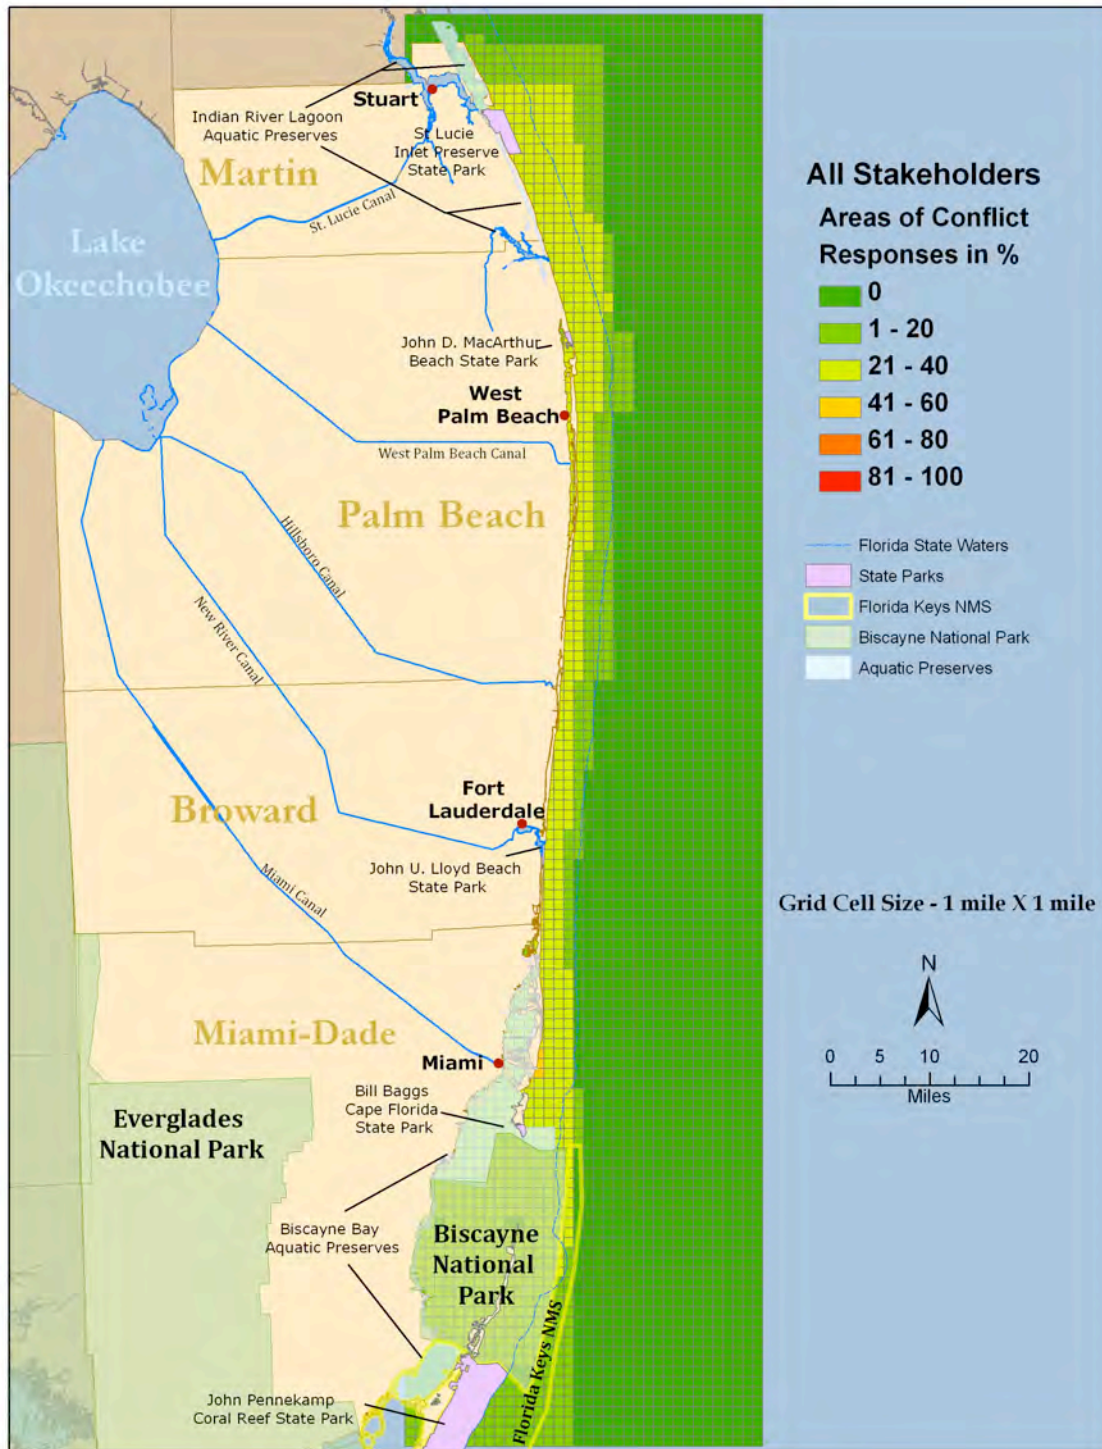 Stuart
Indian River Lagoon
Aquatic Preserves
St Lucie
Inlet Preserve
State Park
Martin
St. Lucie Canal
Lake
Okeechobee
John D. MacArthur
Beach State Park
West
Palm Beach
West Palm Beach Canal
Palm Beach
Hillsboro Canal
New River Canal
Fort
Lauderdale
Broward
John U. Lloyd Beach
State Park
Miami Canal
Miami-Dade
Miami
Bill Baggs
Cape Florida
State Park
Everglades
National Park
Biscayne Bay
Aquatic Preserves
Biscayne
National
Park
Florida Keys NMS
John Pennekamp
Coral Reef State Park
All Stakeholders
Areas of Conflict
Responses in %
0
1 - 20
21 - 40
41 - 60
61 - 80
81 - 100
Florida State Waters
State Parks
Florida Keys NMS
Biscayne National Park
Aquatic Preserves
Grid Cell Size - 1 mile X 1 mile
N
0 5 10 20
Miles